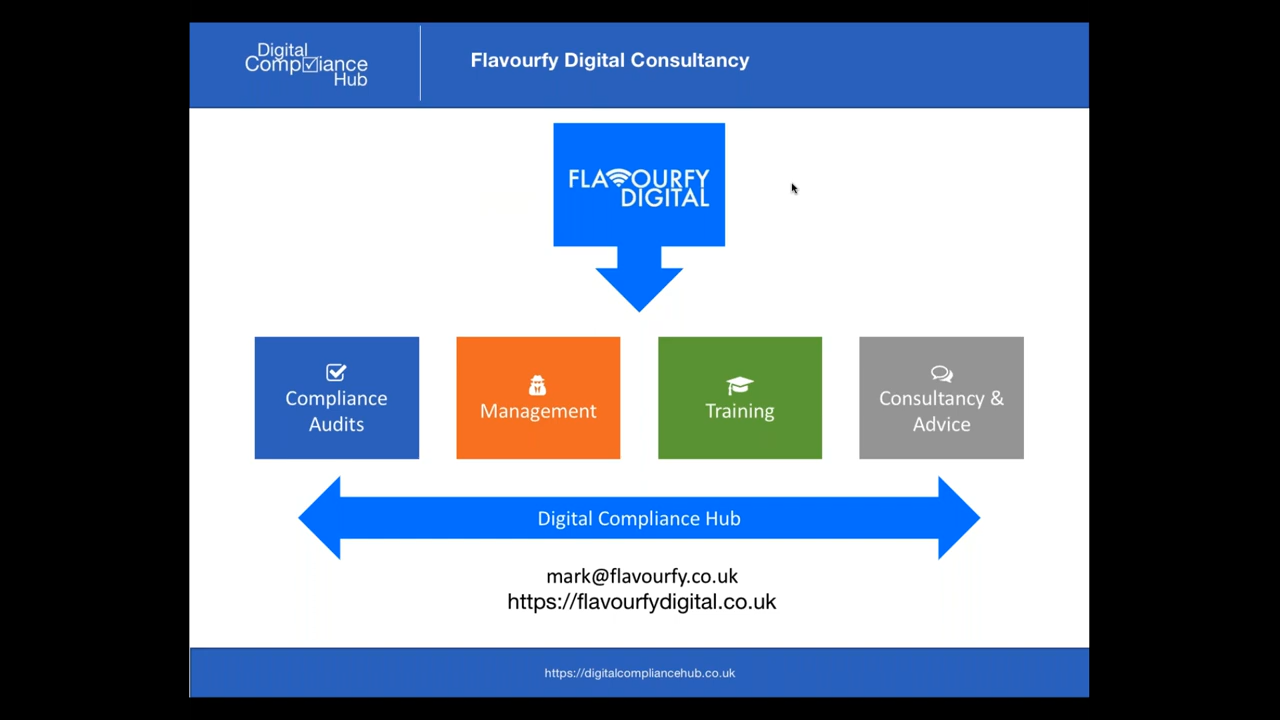 Digital
Compliance
Hub
Flavourfy Digital Consultancy
FLAVOURFY
DIGITAL
Compliance
Audits
Management
Training
Consultancy &
Advice
Digital Compliance Hub
mark@flavourfy.co.uk
https://flavourfydigital.co.uk
https://digitalcompliancehub.co.uk